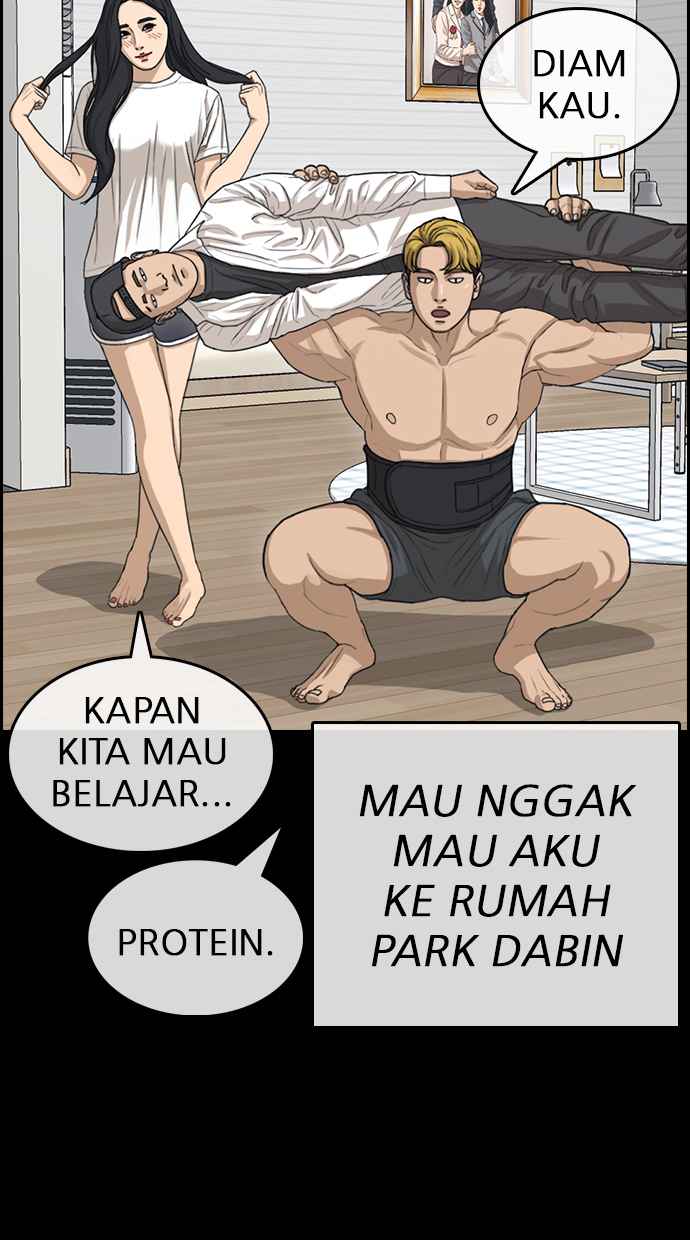 DIAM
KAU.
KAPAN
KITA MAU
BELAJAR...
MAU NGGAK
MAU AKU
KE RUMAH
PARK DABIN
PROTEIN.